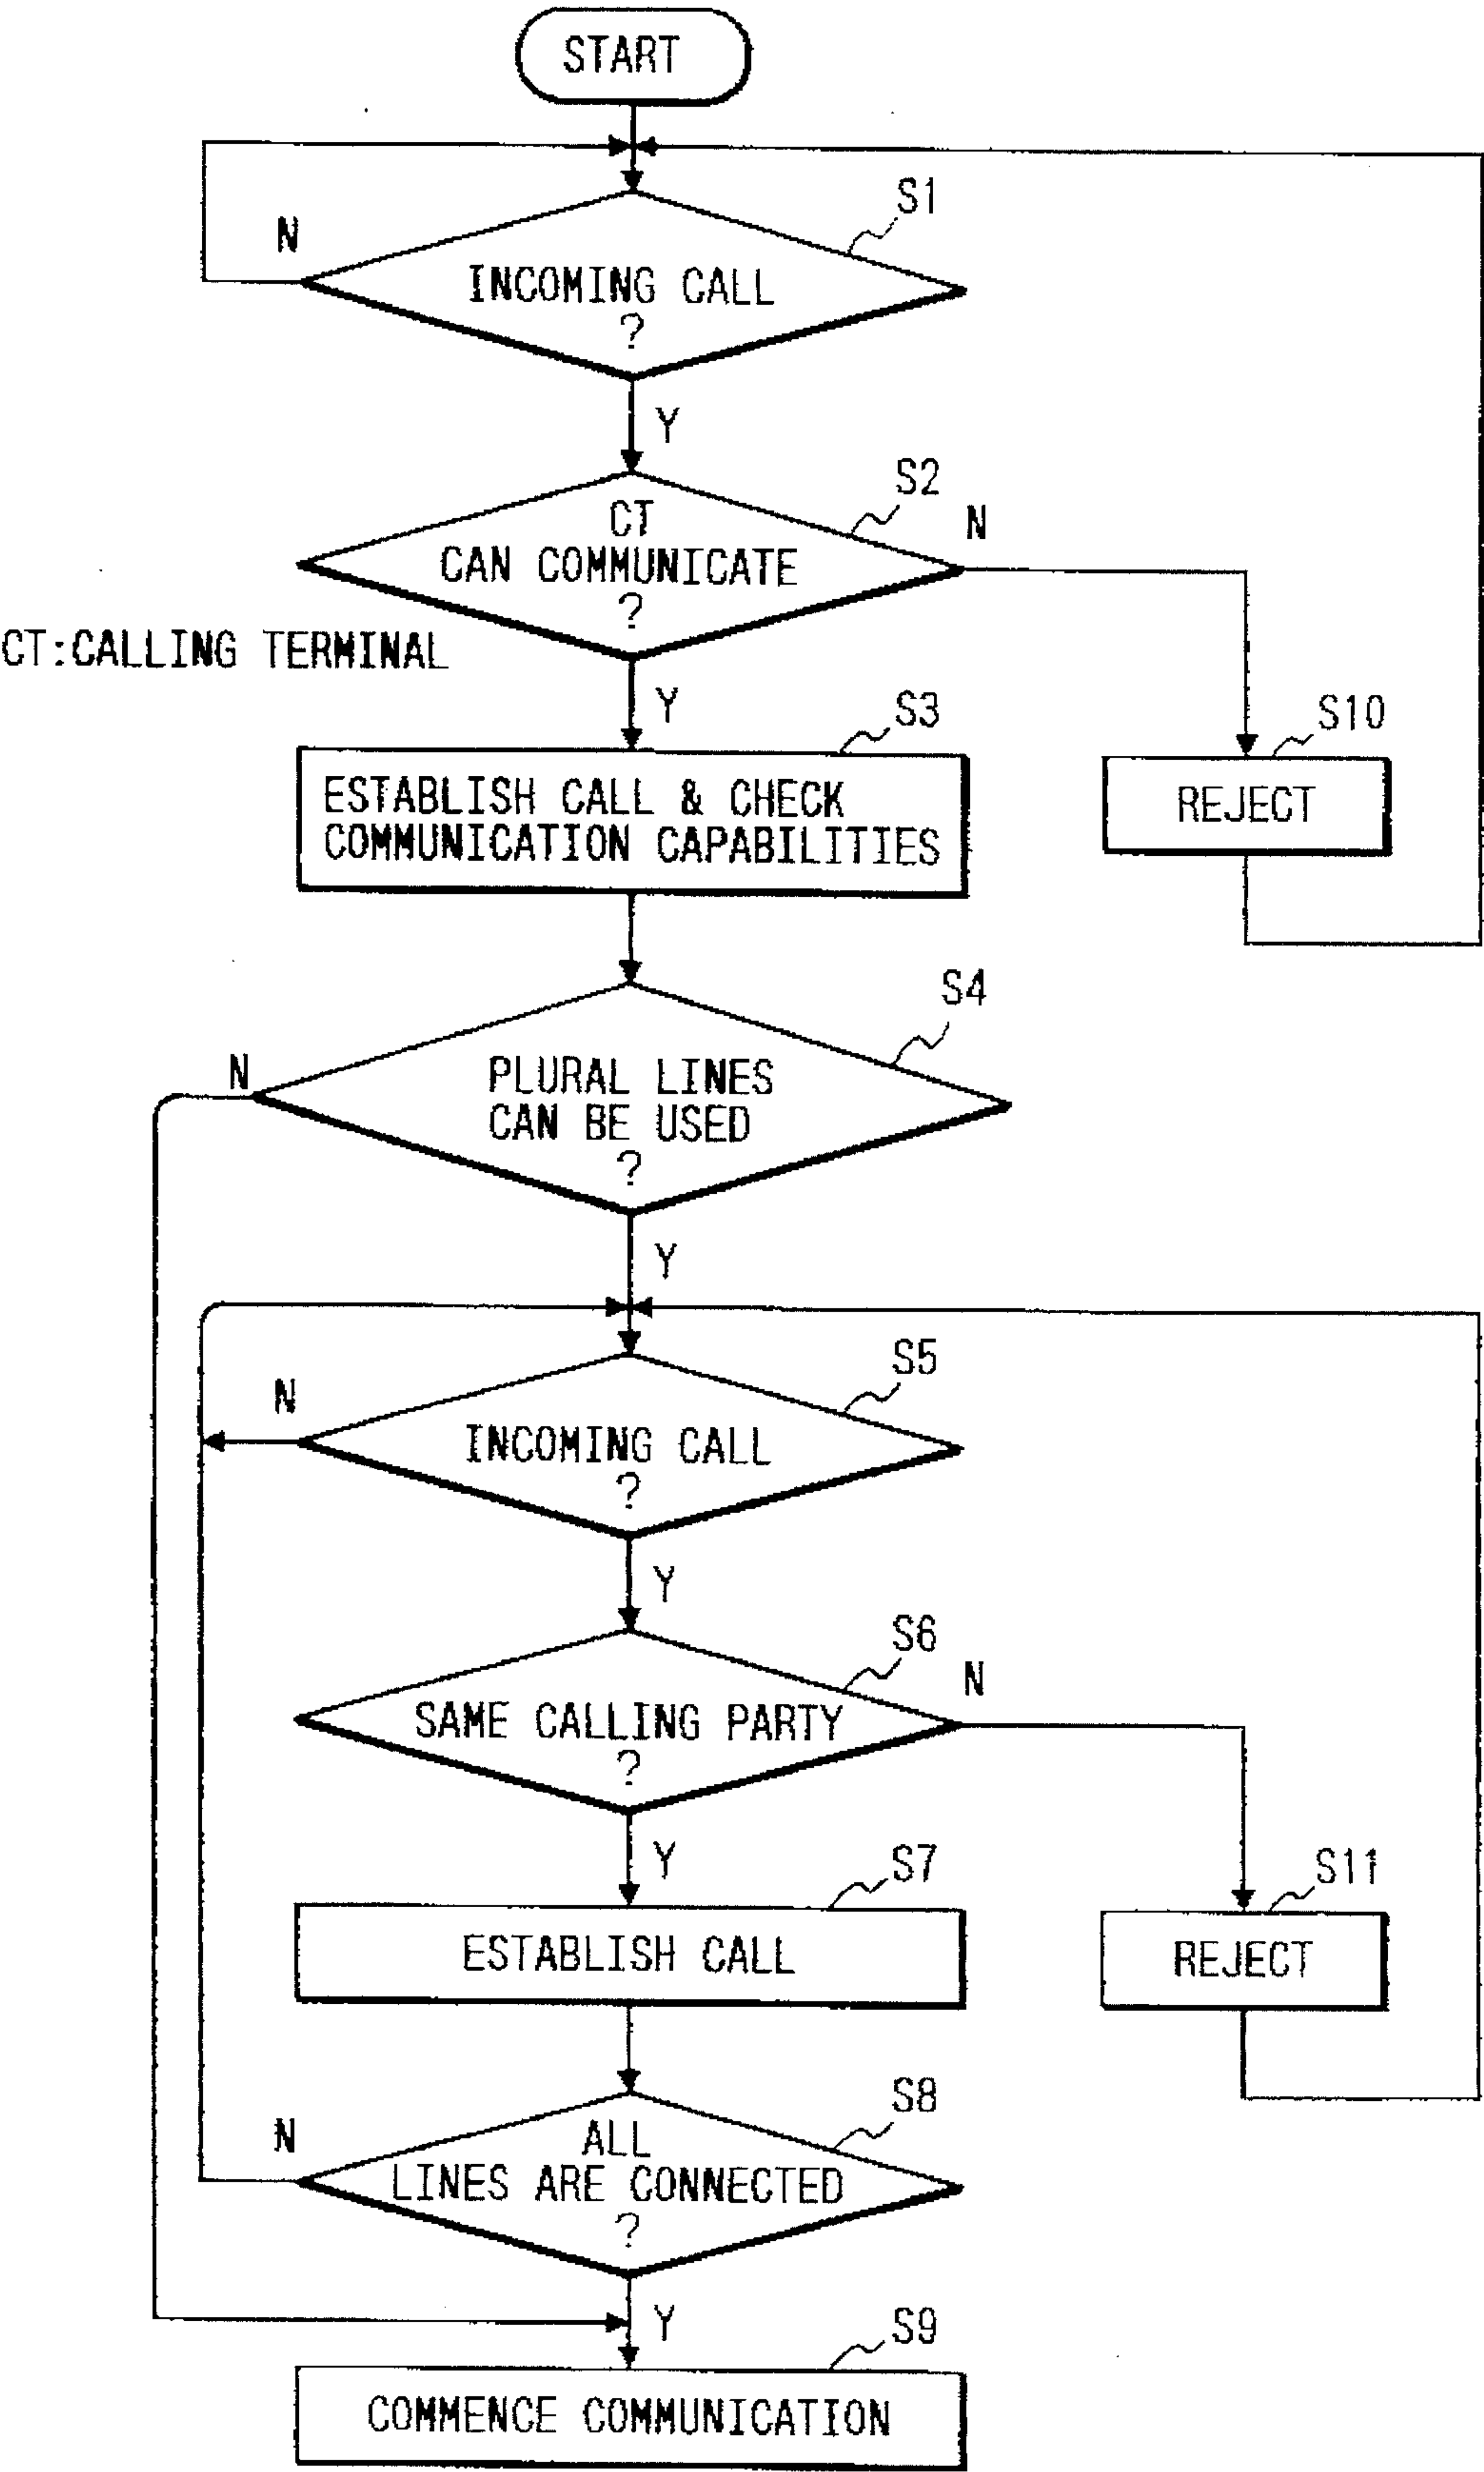 START
S1
N
INCOMING CALL
?
Y
S2
N
CT
CAN COMMUNICATE
?
CT:CALLING TERMINAL
Y
S3
S10
ESTABLISH CALL & CHECK
COMMUNICATION CAPABILITIES
REJECT
S4
N
PLURAL LINES
CAN BE USED
?
Y
S5
N
INCOMING CALL
?
Y
S6
N
SAME CALLING PARTY
?
Y
S7
S11
ESTABLISH CALL
REJECT
S8
N
ALL
LINES ARE CONNECTED
?
Y
S9
COMMENCE COMMUNICATION